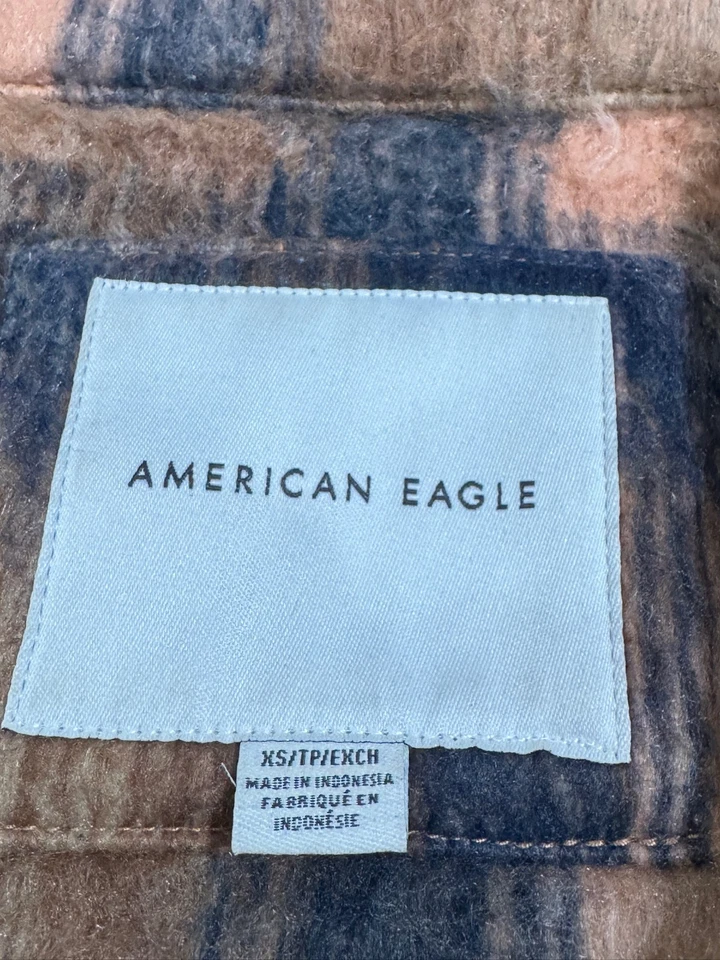 AMERICAN EAGLE
XS/TP/EXCH
MADE IN INDONESIA
FABRIQUÉ EN
INDONÉSIE